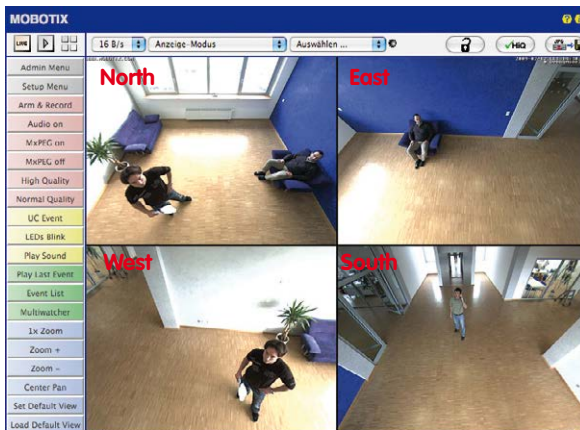 MOBOTIX
LIVE
16 B/s
Anzeige-Modus
Auswählen ...
HiQ
Admin Menu
Setup Menu
Arm & Record
Audio on
MxPEG on
MxPEG off
High Quality
Normal Quality
UC Event
LEDs Blink
Play Sound
Play Last Event
Event List
Multiwatcher
1x Zoom
Zoom +
Zoom –
Center Pan
Set Default View
Load Default View
North
East
West
South